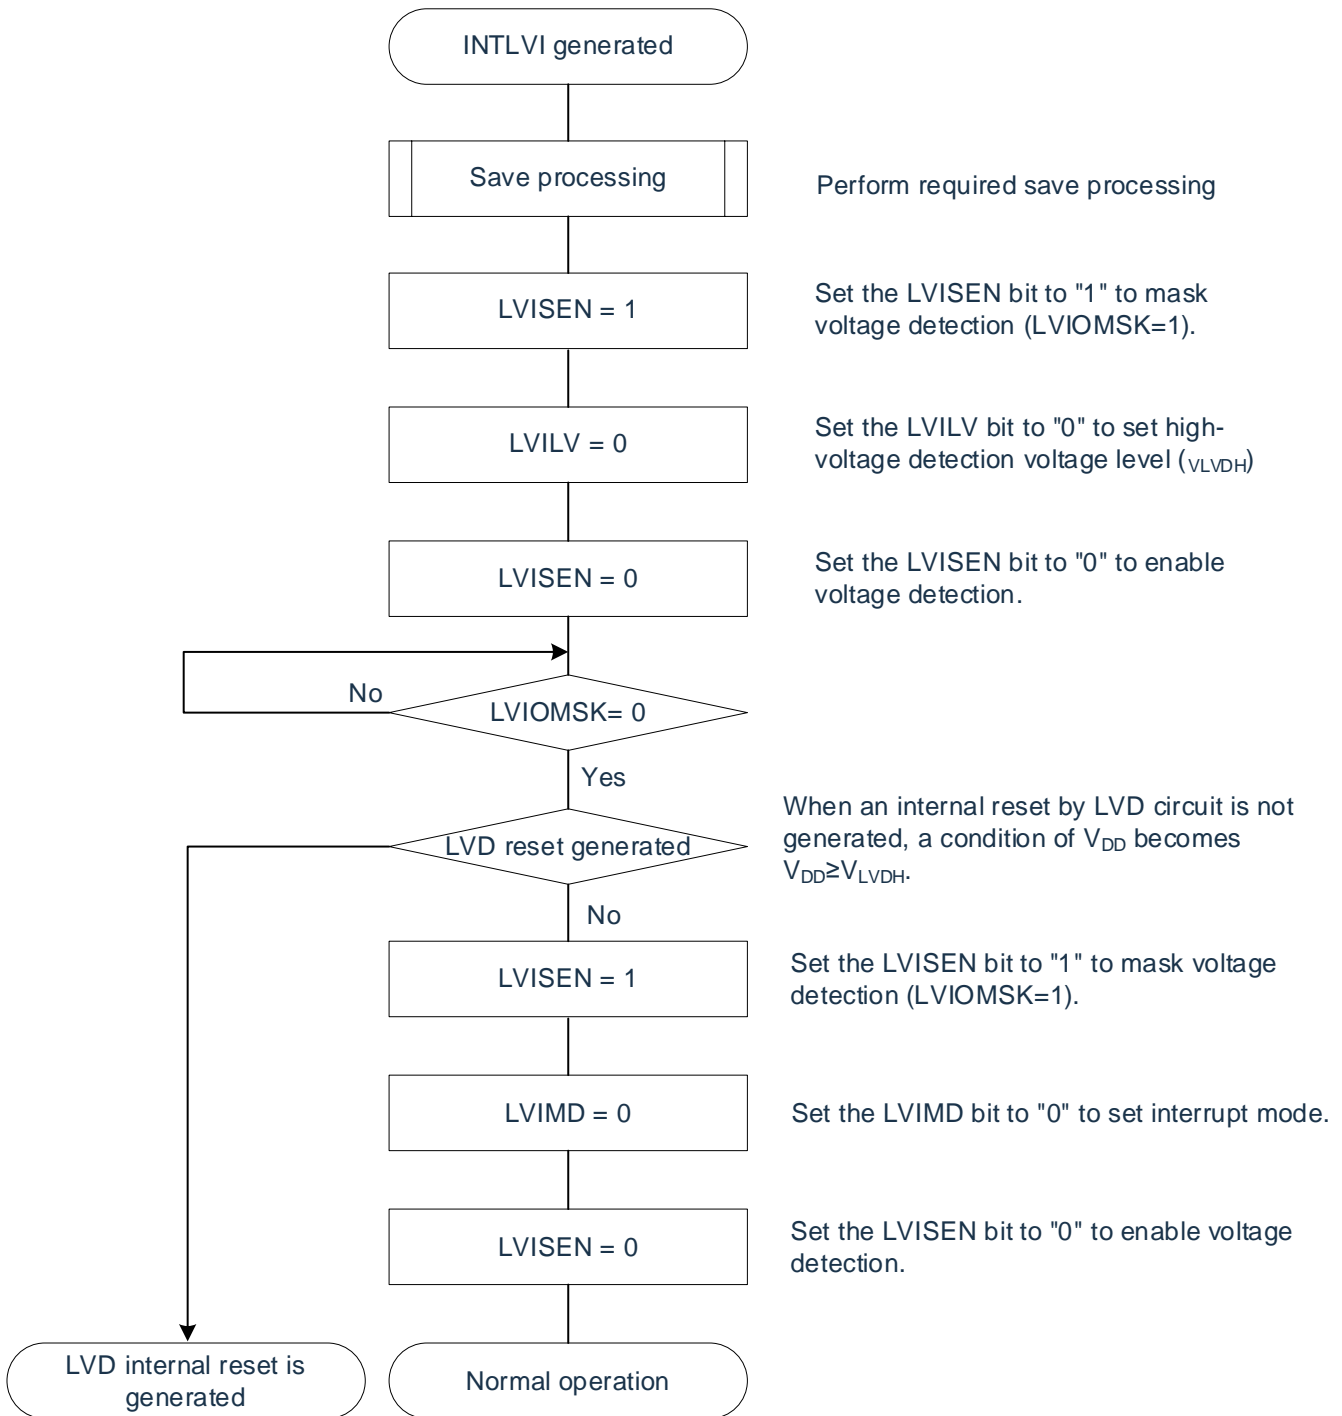 INTLVI generated
Save processing
Perform required save processing
LVISEN = 1
Set the LVISEN bit to "1" to mask
voltage detection (LVIOMSK=1).
LVILV = 0
Set the LVILV bit to "0" to set high-
voltage detection voltage level (VLVDH)
LVISEN = 0
Set the LVISEN bit to "0" to enable
voltage detection.
No
LVIOMSK= 0
Yes
LVD reset generated
When an internal reset by LVD circuit is not
generated, a condition of VDD becomes
VDD≥VLVDH.
No
LVISEN = 1
Set the LVISEN bit to "1" to mask voltage
detection (LVIOMSK=1).
LVIMD = 0
Set the LVIMD bit to "0" to set interrupt mode.
LVISEN = 0
Set the LVISEN bit to "0" to enable voltage
detection.
LVD internal reset is
generated
Normal operation